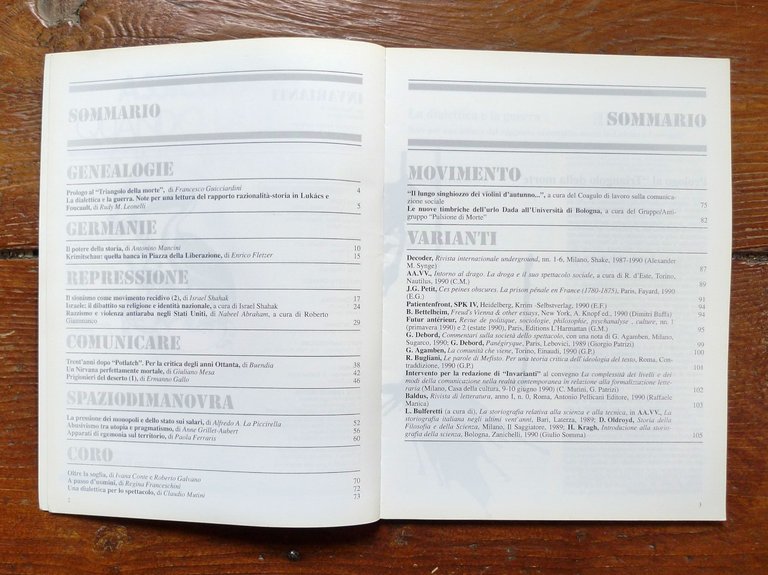 SOMMARIO
GENEALOGIE
Prologo al "Triangolo della morte", di Francesco Guicciardini 4
La dialettica e la guerra. Note per una lettura del rapporto razionalità-storia in Lukács e
Foucault, di Rudy M. Leonelli 5
GERMANIE
Il potere della storia, di Antonino Mancini 10
Krimitschau: quella banca in Piazza della Liberazione, di Enrico Fletzer 15
REPRESSIONE
Il sionismo come movimento recidivo (2), di Israel Shahak 17
Israele: il dibattito su religione e identità nazionale, a cura di Israel Shahak 24
Razzismo e violenza antiaraba negli Stati Uniti, di Nabeel Abraham, a cura di Roberto
Giammanco 29
COMUNICARE
Trent'anni dopo "Potlatch". Per la critica degli anni Ottanta, di Buendia 38
Un Nirvana perfettamente mortale, di Giado Mesa 42
Prigionieri del deserto (1), di Ermanno Gallo 46
SPAZIODIMANOVRA
La pressione dei monopoli e dello stato sui salari, di Alfredo A. La Piccirella 52
Abusivismo tra utopia e pragmatismo, di Anne Grillet-Aubert 56
Apparati di egemonia sul territorio, di Paola Ferraris 60
CORO
Oltre la soglia, di Ivana Conte e Roberto Galvano 70
A passo d'uomini, di Regina Franceschini 72
Una dialettica per lo spettacolo, di Claudio Mutini 73
2
SOMMARIO
MOVIMENTO
"Il lungo singhiozzo dei violini d'autunno...", a cura del Coagulo di lavoro sulla comunica-
zione sociale 75
Le nuove timbriche dell'urlo Dada all'Università di Bologna, a cura del Gruppo/Anti-
gruppo "Pulsione di Morte" 82
VARIANTI
Decoder, Rivista internazionale underground, nn. 1-6, Milano, Shake, 1987-1990 (Alexander
M. Synge) 87
AA.VV., Intorno al drago. La droga e il suo spettacolo sociale, a cura di R. d'Este, Torino,
Nautilus, 1990 (C.M.) 89
J.G. Petit, Ces peines obscures. La prison pénale en France (1780-1875), Paris, Fayard, 1990
(E.G.) 91
Patientenfront, SPK IV, Heidelberg, Krrim -Selbstverlag, 1990 (E.F.) 94
B. Bettelheim, Freud's Vienna & other essays, New York, A. Knopf ed., 1990 (Dimitri Buffa) 94
Futur antérieur, Revue de politique, sociologie, philosophie, psychanalyse , culture, nn. 1
(primavera 1990) e 2 (estate 1990), Paris, Editions L'Harmattan (G.M.) 95
G. Debord, Commentari sulla società dello spettacolo, con una nota di G. Agamben, Milano,
Sugarco, 1990; G. Debord, Panégirique, Paris, Lebovici, 1989 (Giorgio Patrizi) 99
G. Agamben, La comunità che viene, Torino, Einaudi, 1990 (G.P.) 100
R. Bugliani, Le parole di Mefisto. Per una teoria critica dell'ideologia del testo, Roma, Con-
traddizione, 1990 (G.P.) 101
Intervento per la redazione di "Invarianti" al convegno La complessità dei livelli e dei
modi della comunicazione nella realtà contemporanea in relazione alla formalizzazione lette-
raria (Milano, Casa della cultura, 9-10 giugno 1990) (C. Mutini, G. Patrizi) 102
Baldus, Rivista di letteratura, anno I, n. 0, Roma, Antonio Pellicani Editore, 1990 (Raffaele
Manica) 103
L. Bulferetti (a cura di), La storiografia relativa alla scienza e alla tecnica, in AA.VV., La
storiografia italiana negli ultimi vent'anni, Bari, Laterza, 1989; D. Oldroyd, Storia della
Filosofia e della Scienza, Milano, Il Saggiatore, 1989; H. Kragh, Introduzione alla storio-
grafia della scienza, Bologna, Zanichelli, 1990 (Giulio Somma) 105
3